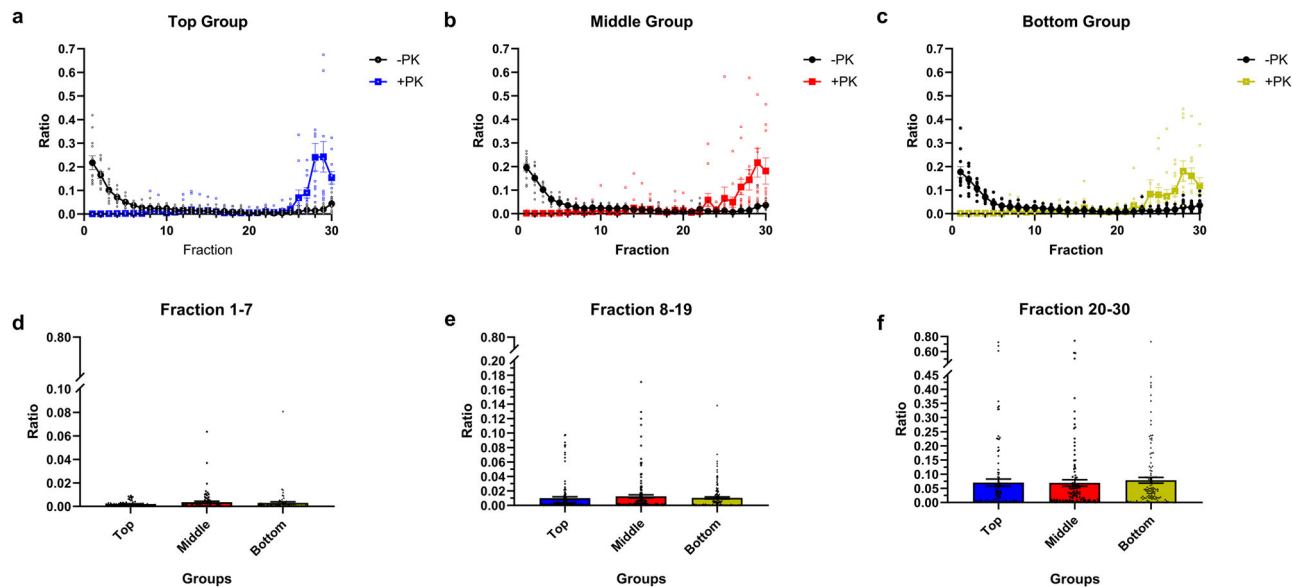 a
Top Group
0.7
0.6
0.5
0.4
0.3
0.2
0.1
0.0
Ratio
0
10
20
30
Fraction
-PK
+PK
b
Middle Group
0.7
0.6
0.5
0.4
0.3
0.2
0.1
0.0
Ratio
0
10
20
30
Fraction
-PK
+PK
c
Bottom Group
0.7
0.6
0.5
0.4
0.3
0.2
0.1
0.0
Ratio
0
10
20
30
Fraction
-PK
+PK
d
Fraction 1-7
0.80
0.10
0.08
0.06
0.04
0.02
0.00
Ratio
Top
Middle
Bottom
Groups
e
Fraction 8-19
0.80
0.20
0.18
0.16
0.14
0.12
0.10
0.08
0.06
0.04
0.02
0.00
Ratio
Top
Middle
Bottom
Groups
f
Fraction 20-30
0.80
0.60
0.45
0.40
0.35
0.30
0.25
0.20
0.15
0.10
0.05
0.00
Ratio
Top
Middle
Bottom
Groups